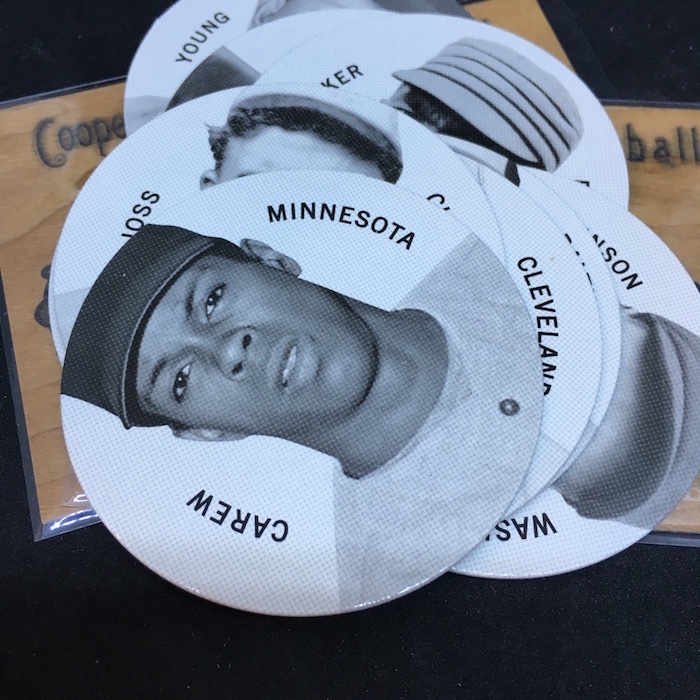 YOUNG
KER
Coope
ball
JOSS
MINNESOTA
NSON
CLEVELAND
CAREW
WAS